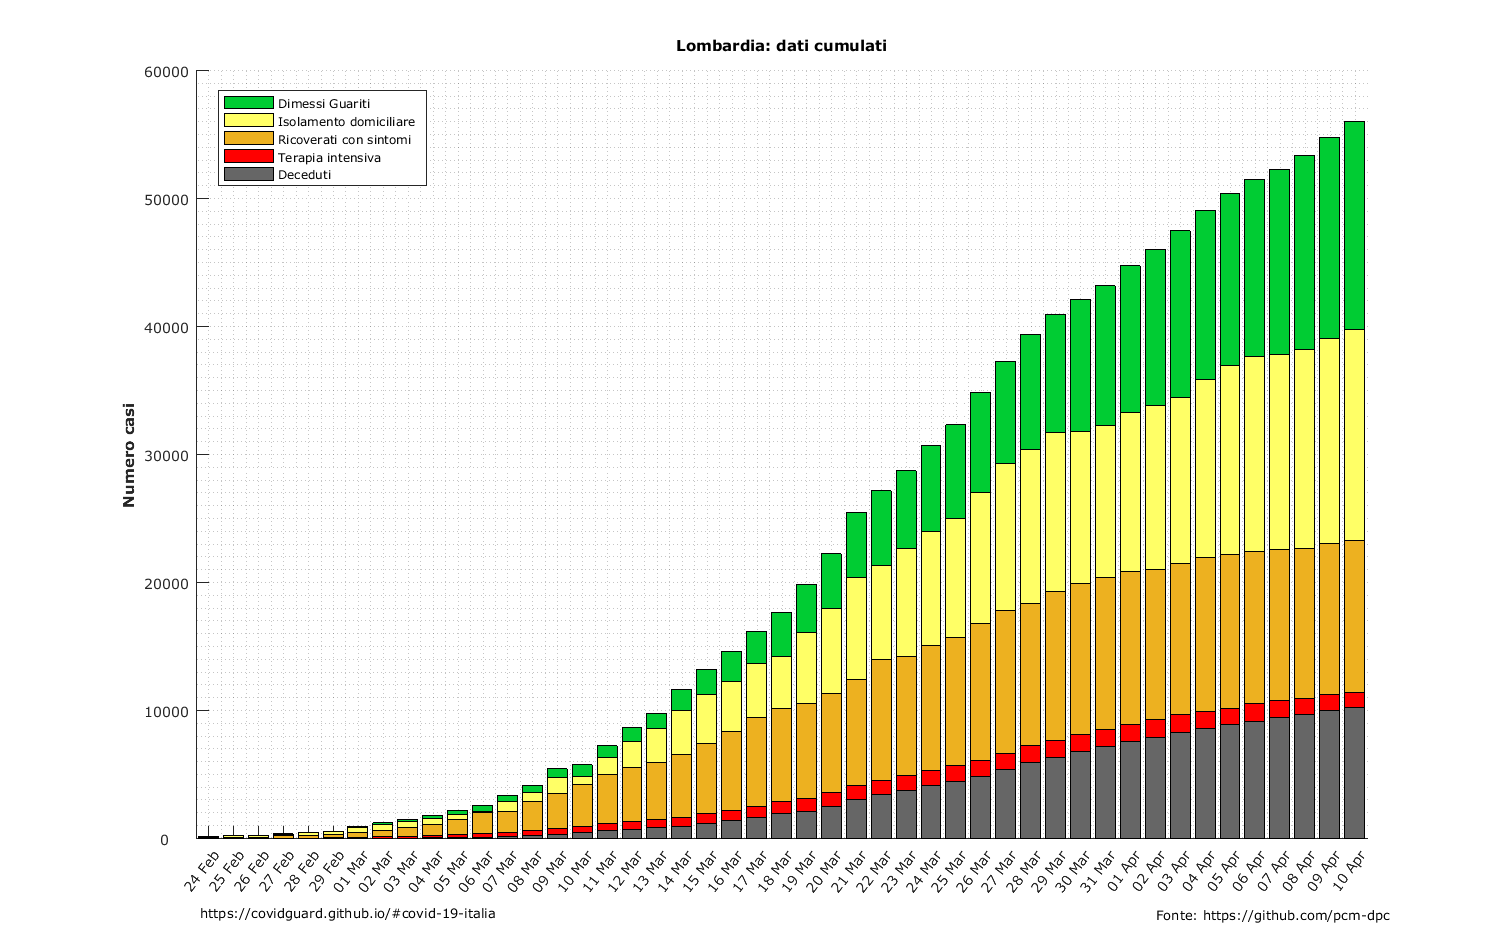 Lombardia: dati cumulati
60000
50000
40000
30000
20000
10000
0
Numero casi
Dimessi Guariti
Isolamento domiciliare
Ricoverati con sintomi
Terapia intensiva
Deceduti
24 Feb
25 Feb
26 Feb
27 Feb
28 Feb
29 Feb
01 Mar
02 Mar
03 Mar
04 Mar
05 Mar
06 Mar
07 Mar
08 Mar
09 Mar
10 Mar
11 Mar
12 Mar
13 Mar
14 Mar
15 Mar
16 Mar
17 Mar
18 Mar
19 Mar
20 Mar
21 Mar
22 Mar
23 Mar
24 Mar
25 Mar
26 Mar
27 Mar
28 Mar
29 Mar
30 Mar
31 Mar
01 Apr
02 Apr
03 Apr
04 Apr
05 Apr
06 Apr
07 Apr
08 Apr
09 Apr
10 Apr
https://covidguard.github.io/#covid-19-italia
Fonte: https://github.com/pcm-dpc